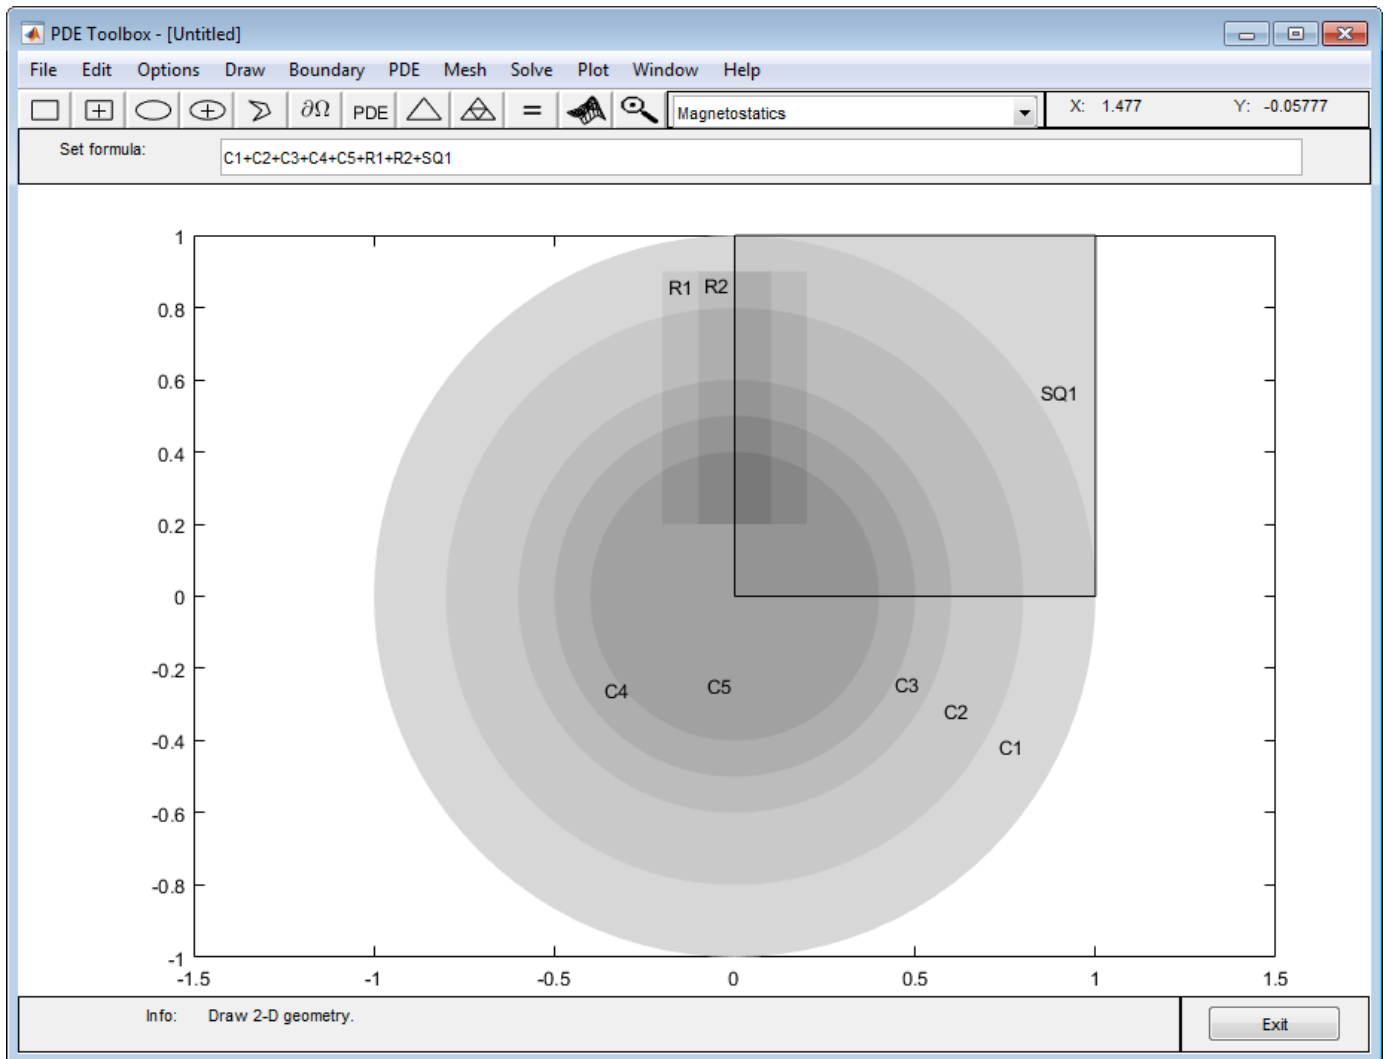 PDE Toolbox - [Untitled]
File Edit Options Draw Boundary PDE Mesh Solve Plot Window Help
∂Ω PDE = Magnetostatics X: 1.477 Y: -0.05777
Set formula: C1+C2+C3+C4+C5+R1+R2+SQ1
1
R1 R2
0.8
0.6
SQ1
0.4
0.2
0
-0.2
C4 C5 C3
C2
-0.4
C1
-0.6
-0.8
-1
-1.5 -1 -0.5 0 0.5 1 1.5
Info: Draw 2-D geometry. Exit